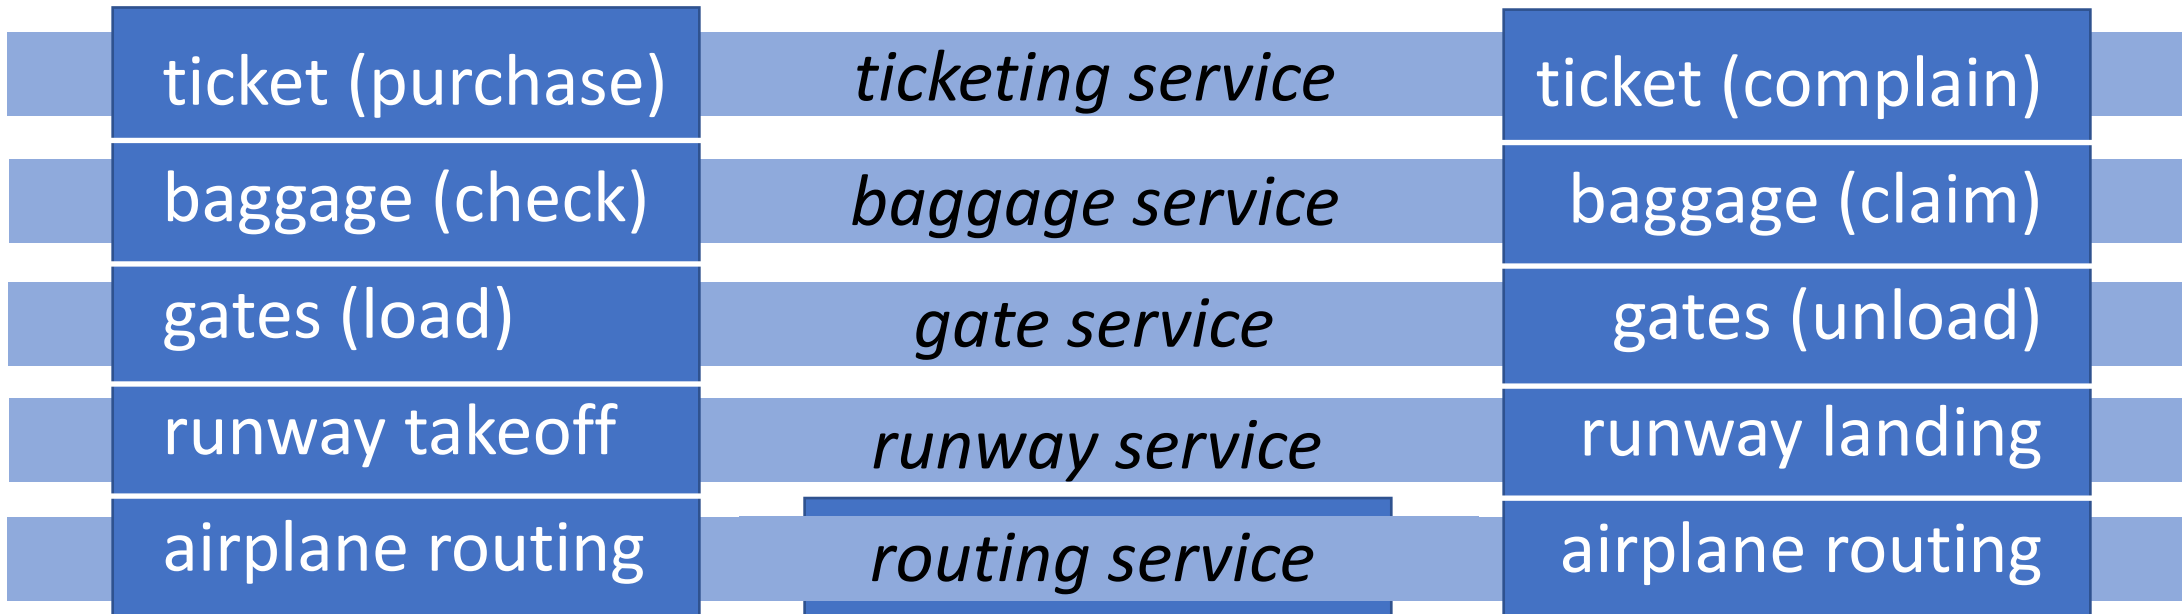 ticket (purchase) ticketing service ticket (complain)
baggage (check) baggage service baggage (claim)
gates (load) gate service gates (unload)
runway takeoff runway service runway landing
airplane routing routing service airplane routing